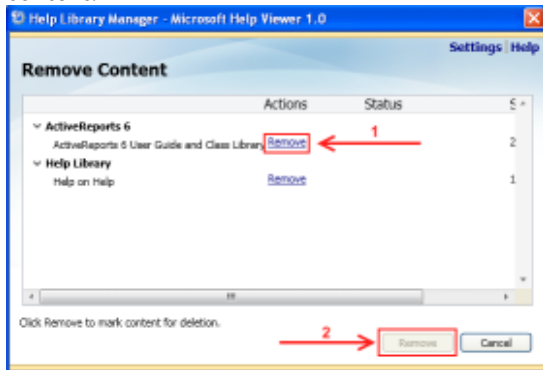 Help Library Manager - Microsoft Help Viewer 1.0
Settings | Help
Remove Content
Actions Status S
ActiveReports 6
1
ActiveReports 6 User Guide and Class Library Remove 2
Help Library
Help on Help Remove 1
Click Remove to mark content for deletion.
2
Remove Cancel